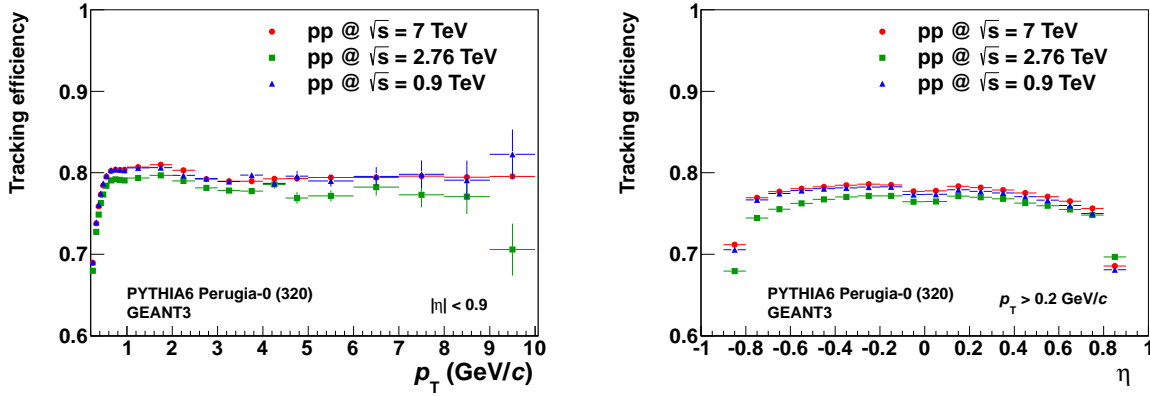 Tracking efficiency
1
0.9
0.8
0.7
0.6
pp @ √s = 7 TeV
pp @ √s = 2.76 TeV
pp @ √s = 0.9 TeV
PYTHIA6 Perugia-0 (320)
GEANT3
|η| < 0.9
1 2 3 4 5 6 7 8 9 10
p_T (GeV/c)
Tracking efficiency
1
0.9
0.8
0.7
0.6
pp @ √s = 7 TeV
pp @ √s = 2.76 TeV
pp @ √s = 0.9 TeV
PYTHIA6 Perugia-0 (320)
GEANT3
p_T > 0.2 GeV/c
-1 -0.8 -0.6 -0.4 -0.2 0 0.2 0.4 0.6 0.8 1
η